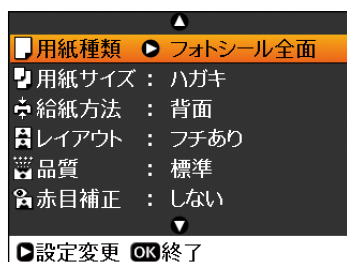 用紙種類 フォトシール全面
用紙サイズ : ハガキ
給紙方法 : 背面
レイアウト : フチあり
品質 : 標準
赤目補正 : しない
設定変更 OK終了